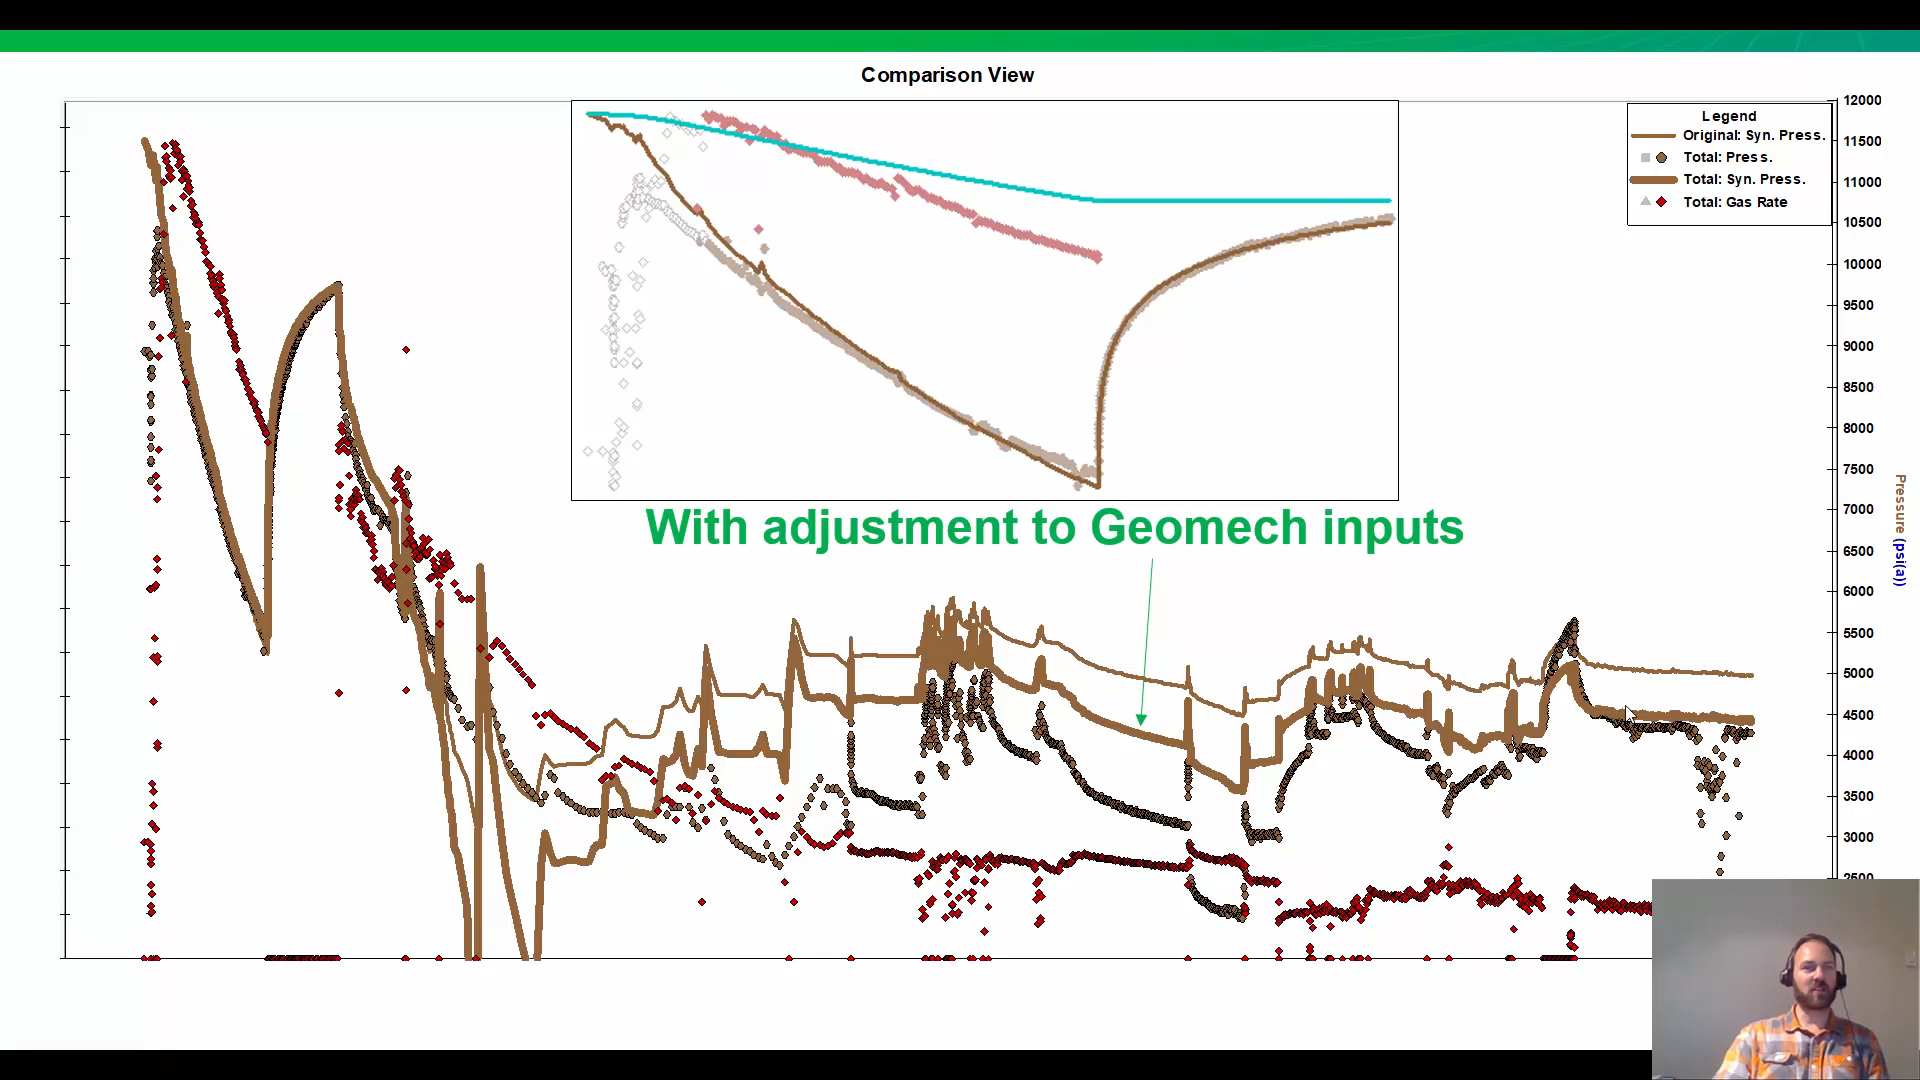 Comparison View
Legend
Original: Syn. Press.
Total: Press.
Total: Syn. Press.
Total: Gas Rate
12000
11500
11000
10500
10000
9500
9000
8500
8000
7500
7000
6500
6000
5500
5000
4500
4000
3500
3000
2500
Pressure (psi(a))
With adjustment to Geomech inputs